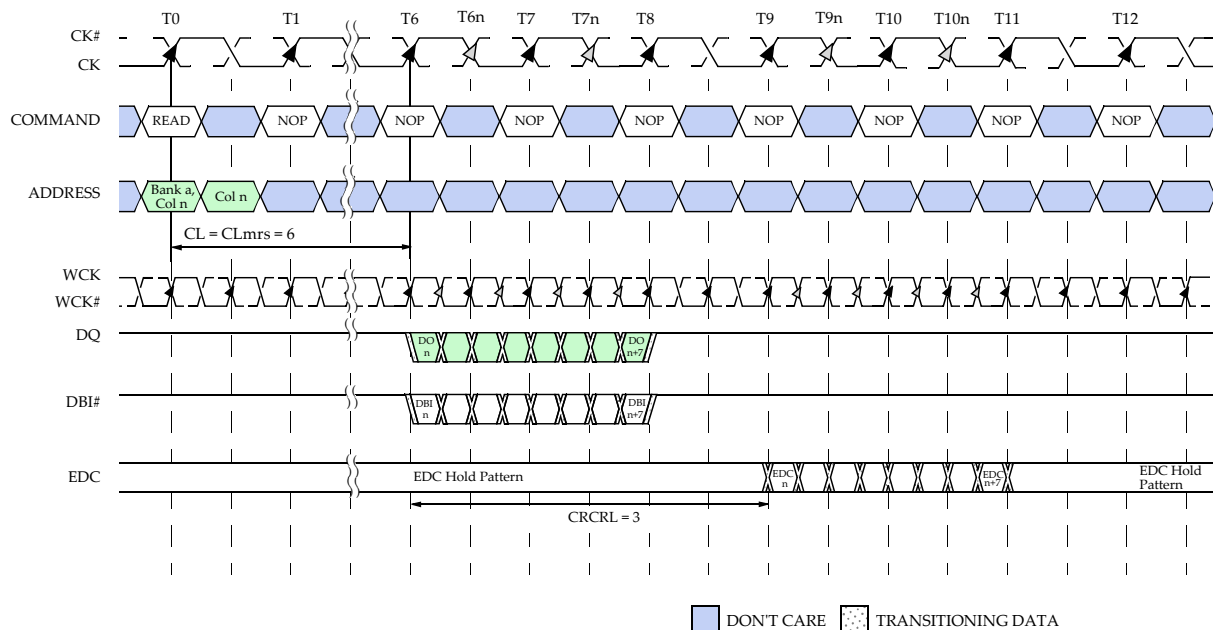 T0 T1 T6 T6n T7 T7n T8 T9 T9n T10 T10n T11 T12
CK#
CK
COMMAND READ NOP NOP NOP NOP NOP NOP NOP NOP
ADDRESS Bank a, Col n Col n
CL = CLmrs = 6
WCK
WCK#
DQ DO n DO n+7
DBI# DBI n DBI n+7
EDC EDC Hold Pattern EDC n EDC n+7 EDC Hold Pattern
CRCRL = 3
DON'T CARE TRANSITIONING DATA